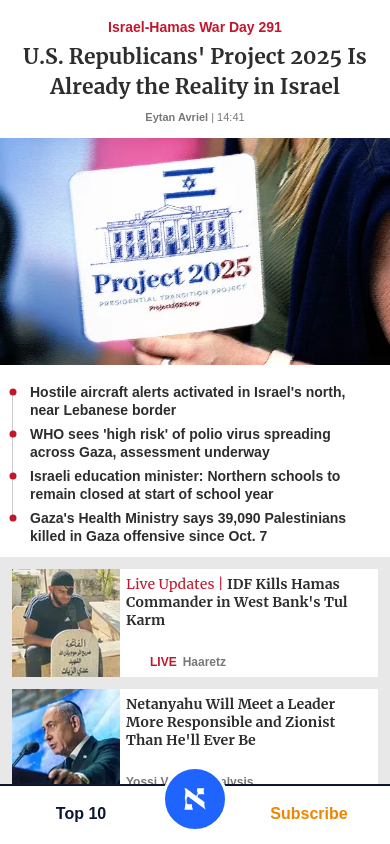 Israel-Hamas War Day 291
U.S. Republicans' Project 2025 Is
Already the Reality in Israel
Eytan Avriel | 14:41
Project 2025
PRESIDENTIAL TRANSITION PROJECT
Project2025.org
Hostile aircraft alerts activated in Israel's north,
near Lebanese border
WHO sees 'high risk' of polio virus spreading
across Gaza, assessment underway
Israeli education minister: Northern schools to
remain closed at start of school year
Gaza's Health Ministry says 39,090 Palestinians
killed in Gaza offensive since Oct. 7
Live Updates | IDF Kills Hamas
Commander in West Bank's Tul
Karm
LIVE Haaretz
Netanyahu Will Meet a Leader
More Responsible and Zionist
Than He'll Ever Be
Yossi
Top 10
Subscribe